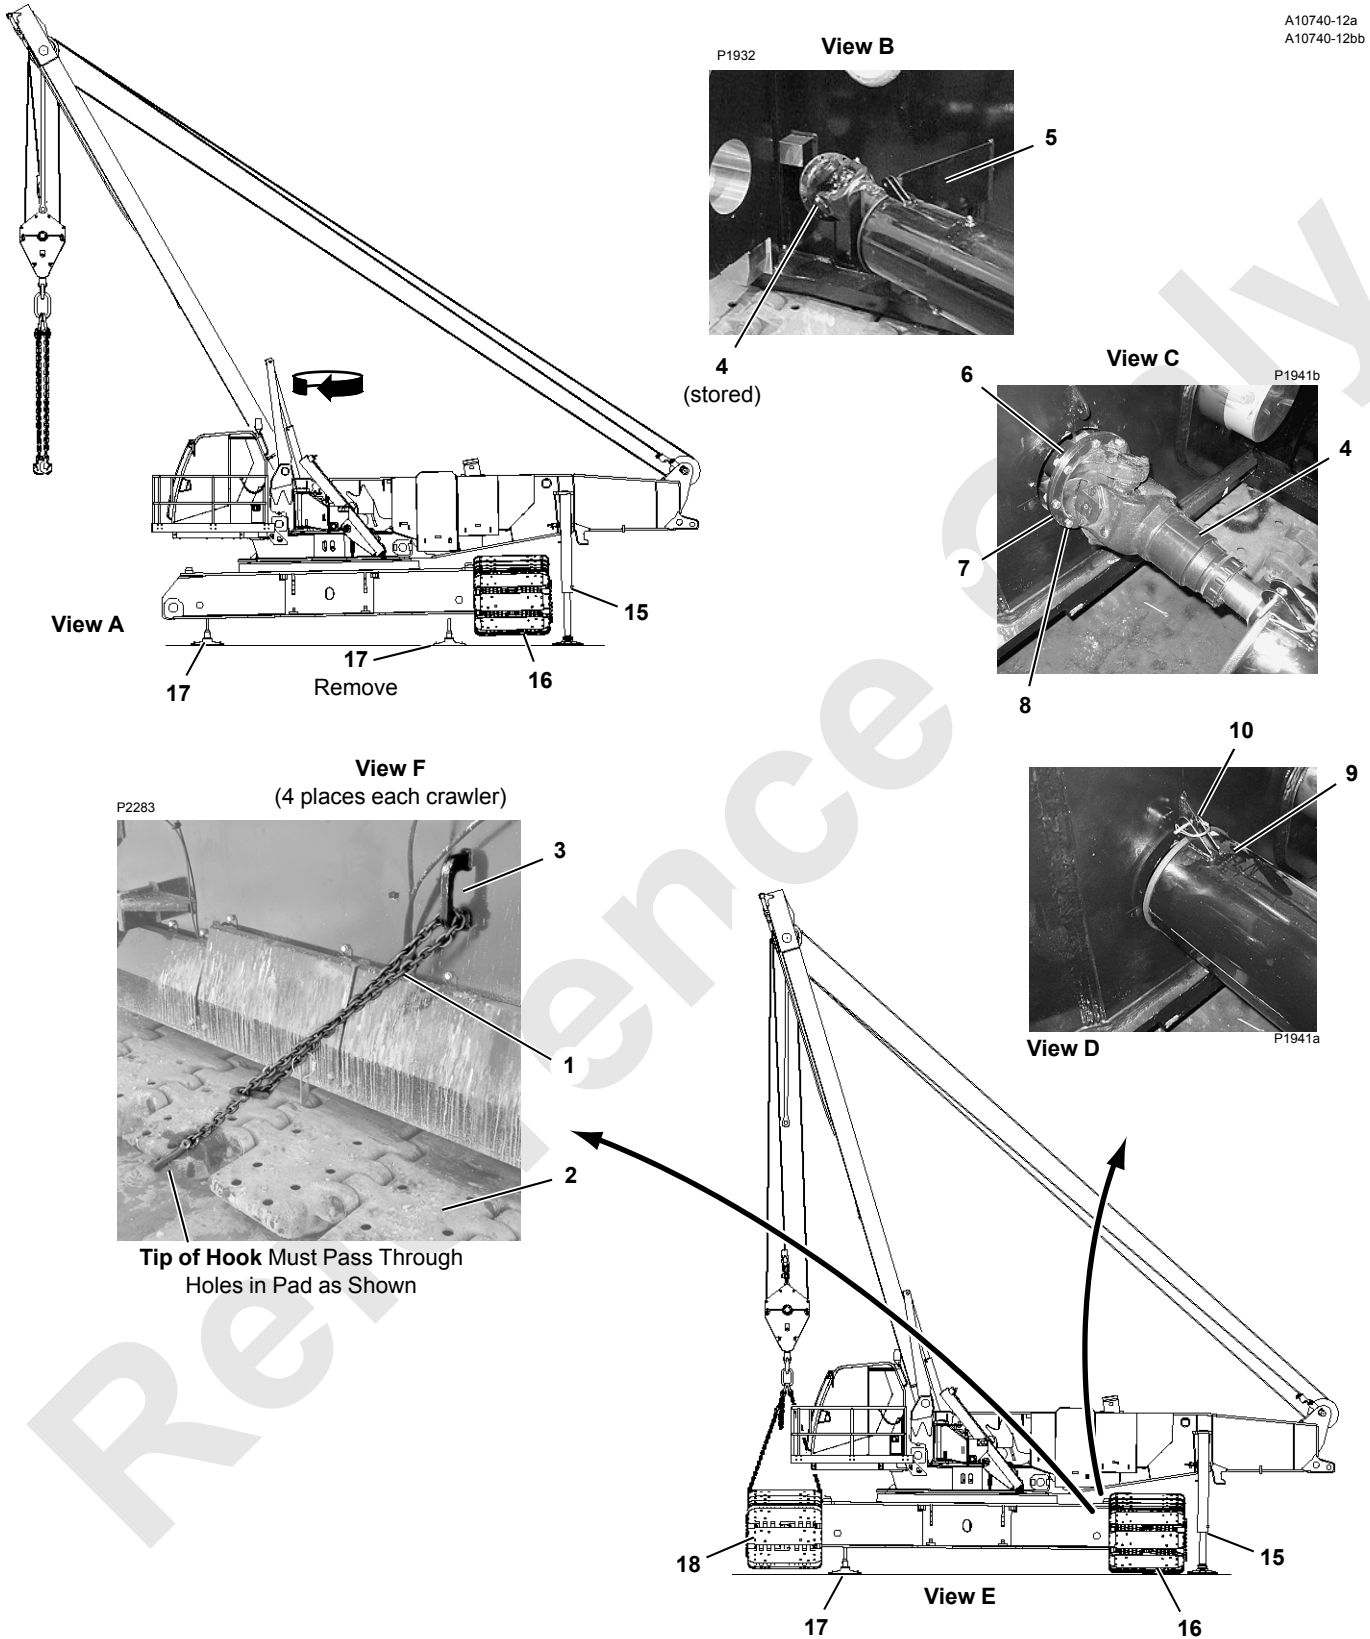 A10740-12a
A10740-12bb
View B
P1932
5
4
(stored)
View C
P1941b
6
4
7
8
View A
15
17
Remove
16
17
10
9
View D
P1941a
View F
(4 places each crawler)
P2283
3
1
2
Tip of Hook Must Pass Through
Holes in Pad as Shown
18
17
View E
15
16
Reference Only